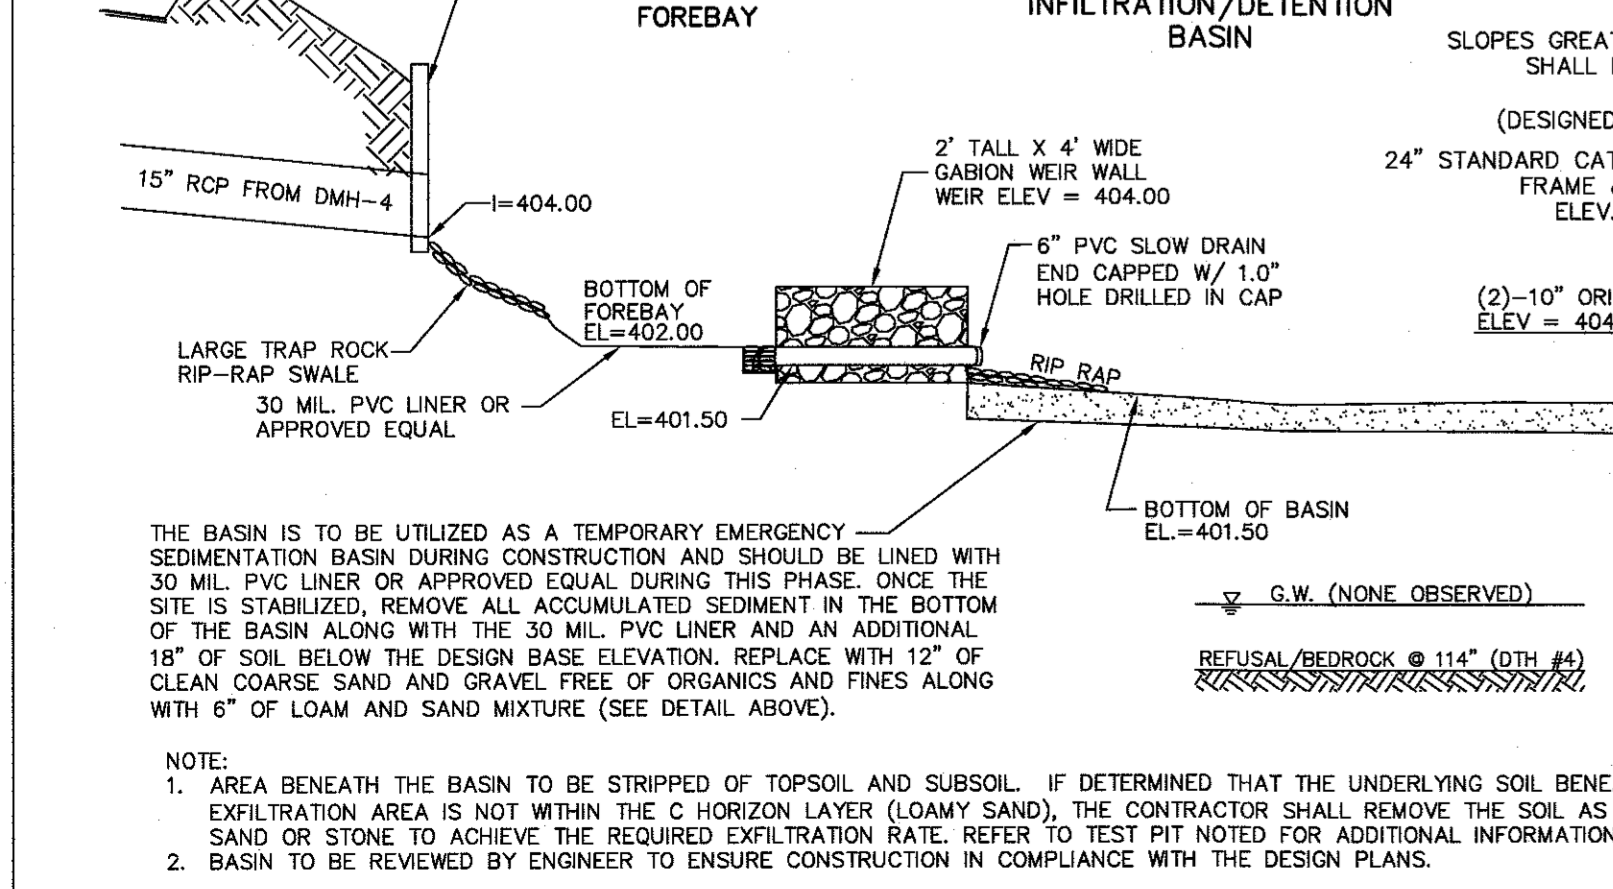 FOREBAY
INFILTRATION/DETENTION
BASIN
SLOPES GREAT
SHALL
(DESIGNED
24" STANDARD CAT
FRAME
ELEV.
2' TALL X 4' WIDE
GABION WEIR WALL
WEIR ELEV = 404.00
15" RCP FROM DMH-4
I=404.00
6" PVC SLOW DRAIN
END CAPPED W/ 1.0"
HOLE DRILLED IN CAP
(2)-10" ORI
ELEV = 404
BOTTOM OF
FOREBAY
EL=402.00
LARGE TRAP ROCK
RIP-RAP SWALE
RIP RAP
30 MIL. PVC LINER OR
APPROVED EQUAL
EL=401.50
BOTTOM OF BASIN
EL.=401.50
THE BASIN IS TO BE UTILIZED AS A TEMPORARY EMERGENCY
SEDIMENTATION BASIN DURING CONSTRUCTION AND SHOULD BE LINED WITH
30 MIL. PVC LINER OR APPROVED EQUAL DURING THIS PHASE. ONCE THE
SITE IS STABILIZED, REMOVE ALL ACCUMULATED SEDIMENT IN THE BOTTOM
OF THE BASIN ALONG WITH THE 30 MIL. PVC LINER AND AN ADDITIONAL
18" OF SOIL BELOW THE DESIGN BASE ELEVATION. REPLACE WITH 12" OF
CLEAN COARSE SAND AND GRAVEL FREE OF ORGANICS AND FINES ALONG
WITH 6" OF LOAM AND SAND MIXTURE (SEE DETAIL ABOVE).
G.W. (NONE OBSERVED)
REFUSAL/BEDROCK @ 114" (DTH #4)
NOTE:
1. AREA BENEATH THE BASIN TO BE STRIPPED OF TOPSOIL AND SUBSOIL. IF DETERMINED THAT THE UNDERLYING SOIL BENE
EXFILTRATION AREA IS NOT WITHIN THE C HORIZON LAYER (LOAMY SAND), THE CONTRACTOR SHALL REMOVE THE SOIL AS
SAND OR STONE TO ACHIEVE THE REQUIRED EXFILTRATION RATE. REFER TO TEST PIT NOTED FOR ADDITIONAL INFORMATION
2. BASIN TO BE REVIEWED BY ENGINEER TO ENSURE CONSTRUCTION IN COMPLIANCE WITH THE DESIGN PLANS.